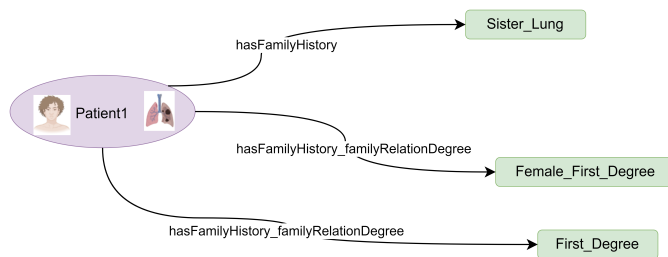 Sister_Lung
hasFamilyHistory
Patient1
hasFamilyHistory_familyRelationDegree
Female_First_Degree
hasFamilyHistory_familyRelationDegree
First_Degree